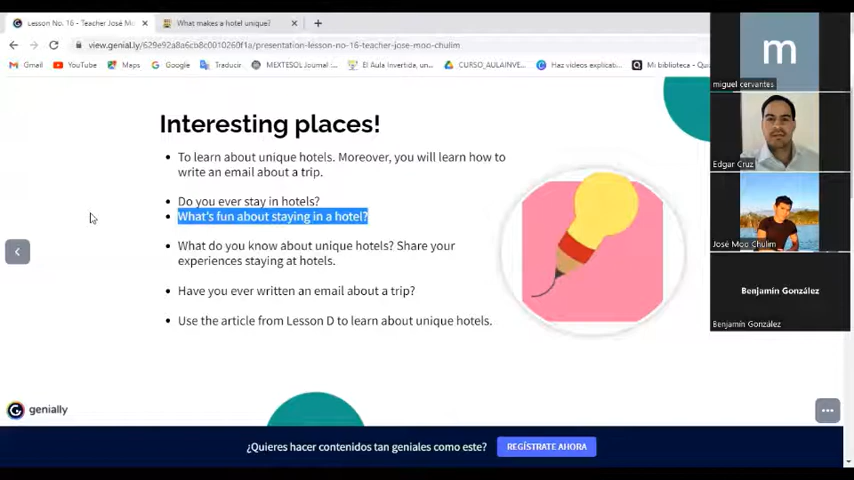 Lesson No. 16 - Teacher José Mo
What makes a hotel unique?
view.genial.ly/629e92a8a6cb8c0010260f1a/presentation-lesson-no-16-teacher-jose-moo-chulim
Gmail
YouTube
Maps
Google
Traducir
MEXTESOL Journal :...
El Aula Invertida, un...
CURSO_AULAINVE...
Haz videos explicati...
Mi biblioteca -
Interesting places!
To learn about unique hotels. Moreover, you will learn how to
write an email about a trip.
Do you ever stay in hotels?
What's fun about staying in a hotel?
What do you know about unique hotels? Share your
experiences staying at hotels.
Have you ever written an email about a trip?
Use the article from Lesson D to learn about unique hotels.
genially
¿Quieres hacer contenidos tan geniales como este?
REGÍSTRATE AHORA
m
miguel cervantes
Edgar Cruz
José Moo Chulim
Benjamín González
Benjamín González